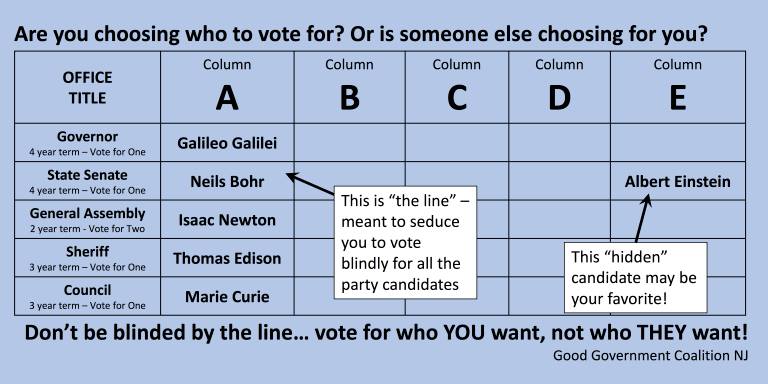 Are you choosing who to vote for? Or is someone else choosing for you?
OFFICE
TITLE
Column
A
Column
B
Column
C
Column
D
Column
E
Governor
4 year term – Vote for One
Galileo Galilei
State Senate
4 year term – Vote for One
Neils Bohr
Albert Einstein
General Assembly
2 year term - Vote for Two
Isaac Newton
Sheriff
3 year term – Vote for One
Thomas Edison
Council
3 year term – Vote for One
Marie Curie
This is “the line” –
meant to seduce
you to vote
blindly for all the
party candidates
This “hidden”
candidate may be
your favorite!
Don’t be blinded by the line… vote for who YOU want, not who THEY want!
Good Government Coalition NJ